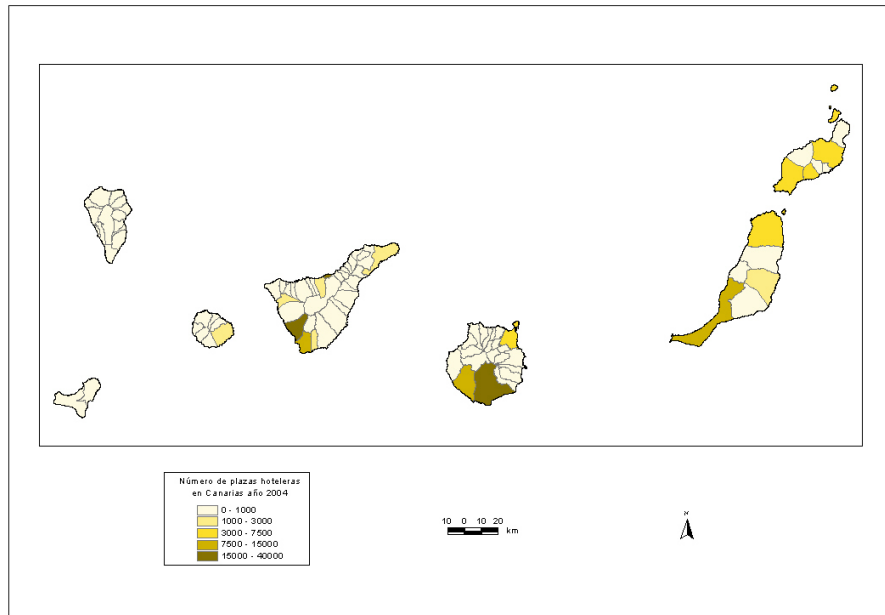 Número de plazas hoteleras
en Canarias año 2004
0 - 1000
1000 - 3000
3000 - 7500
7500 - 15000
15000 - 40000
10 0 10 20
km
N